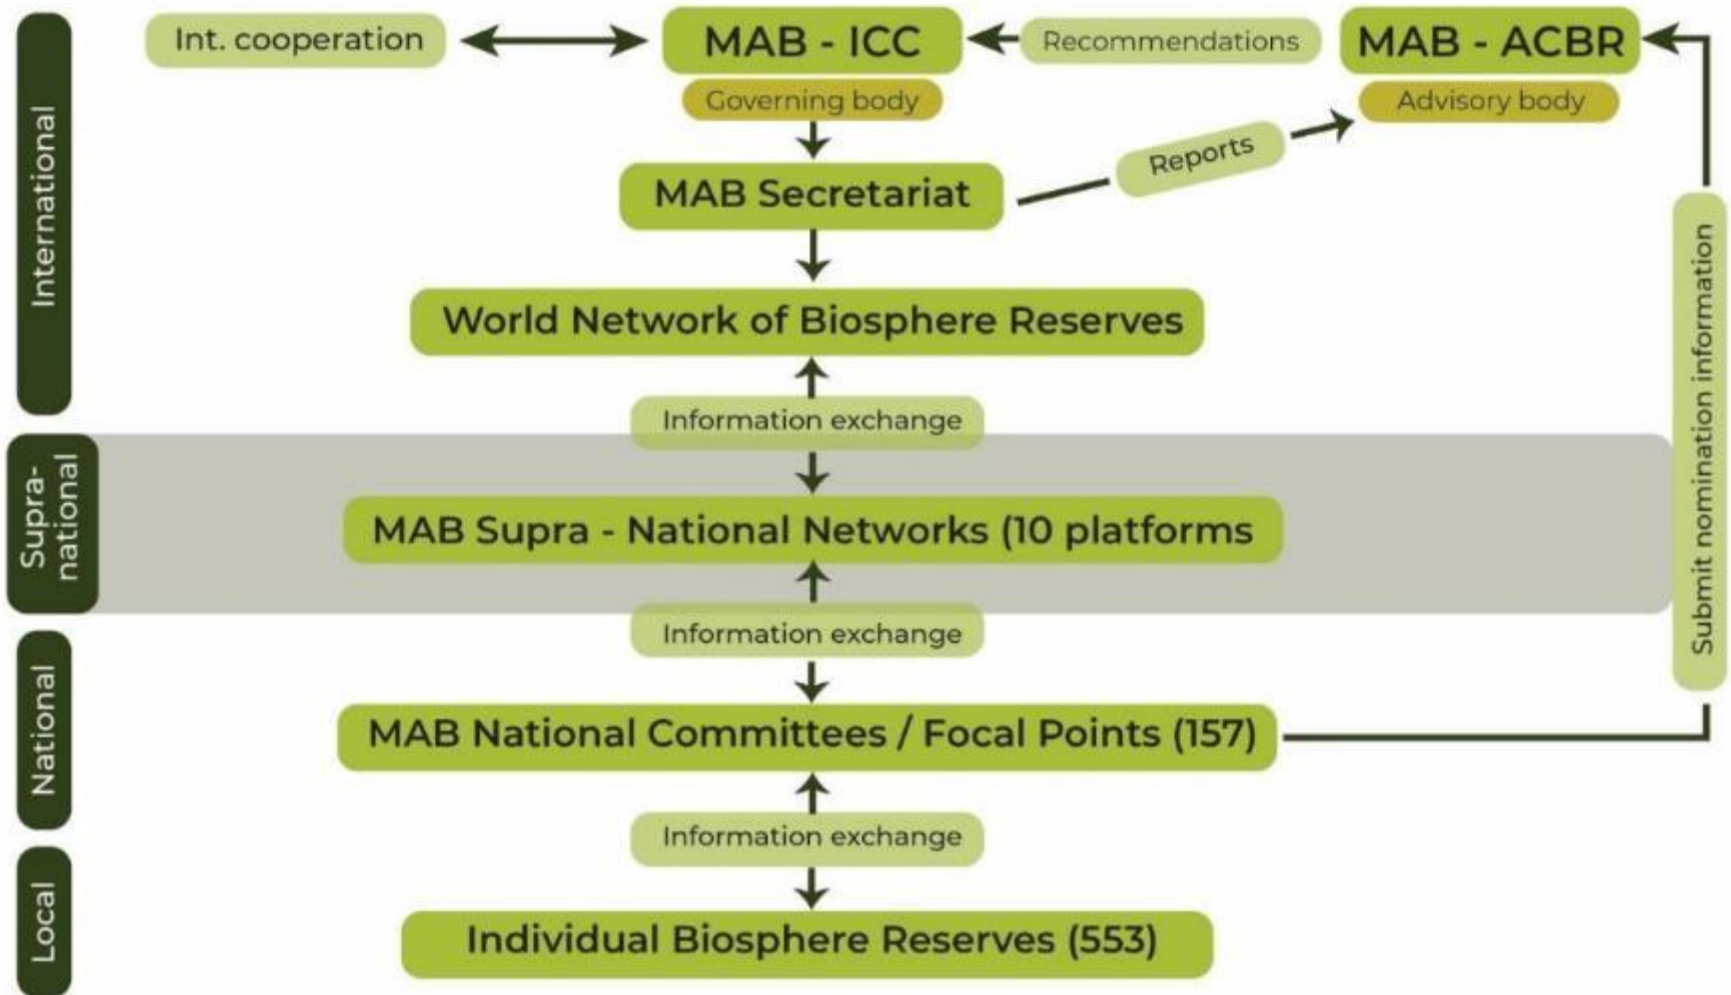 International
Int. cooperation
MAB - ICC
Recommendations
MAB - ACBR
Governing body
Advisory body
Reports
MAB Secretariat
World Network of Biosphere Reserves
Information exchange
Submit nomination information
Supra-
national
MAB Supra - National Networks (10 platforms
Information exchange
National
MAB National Committees / Focal Points (157)
Information exchange
Local
Individual Biosphere Reserves (553)